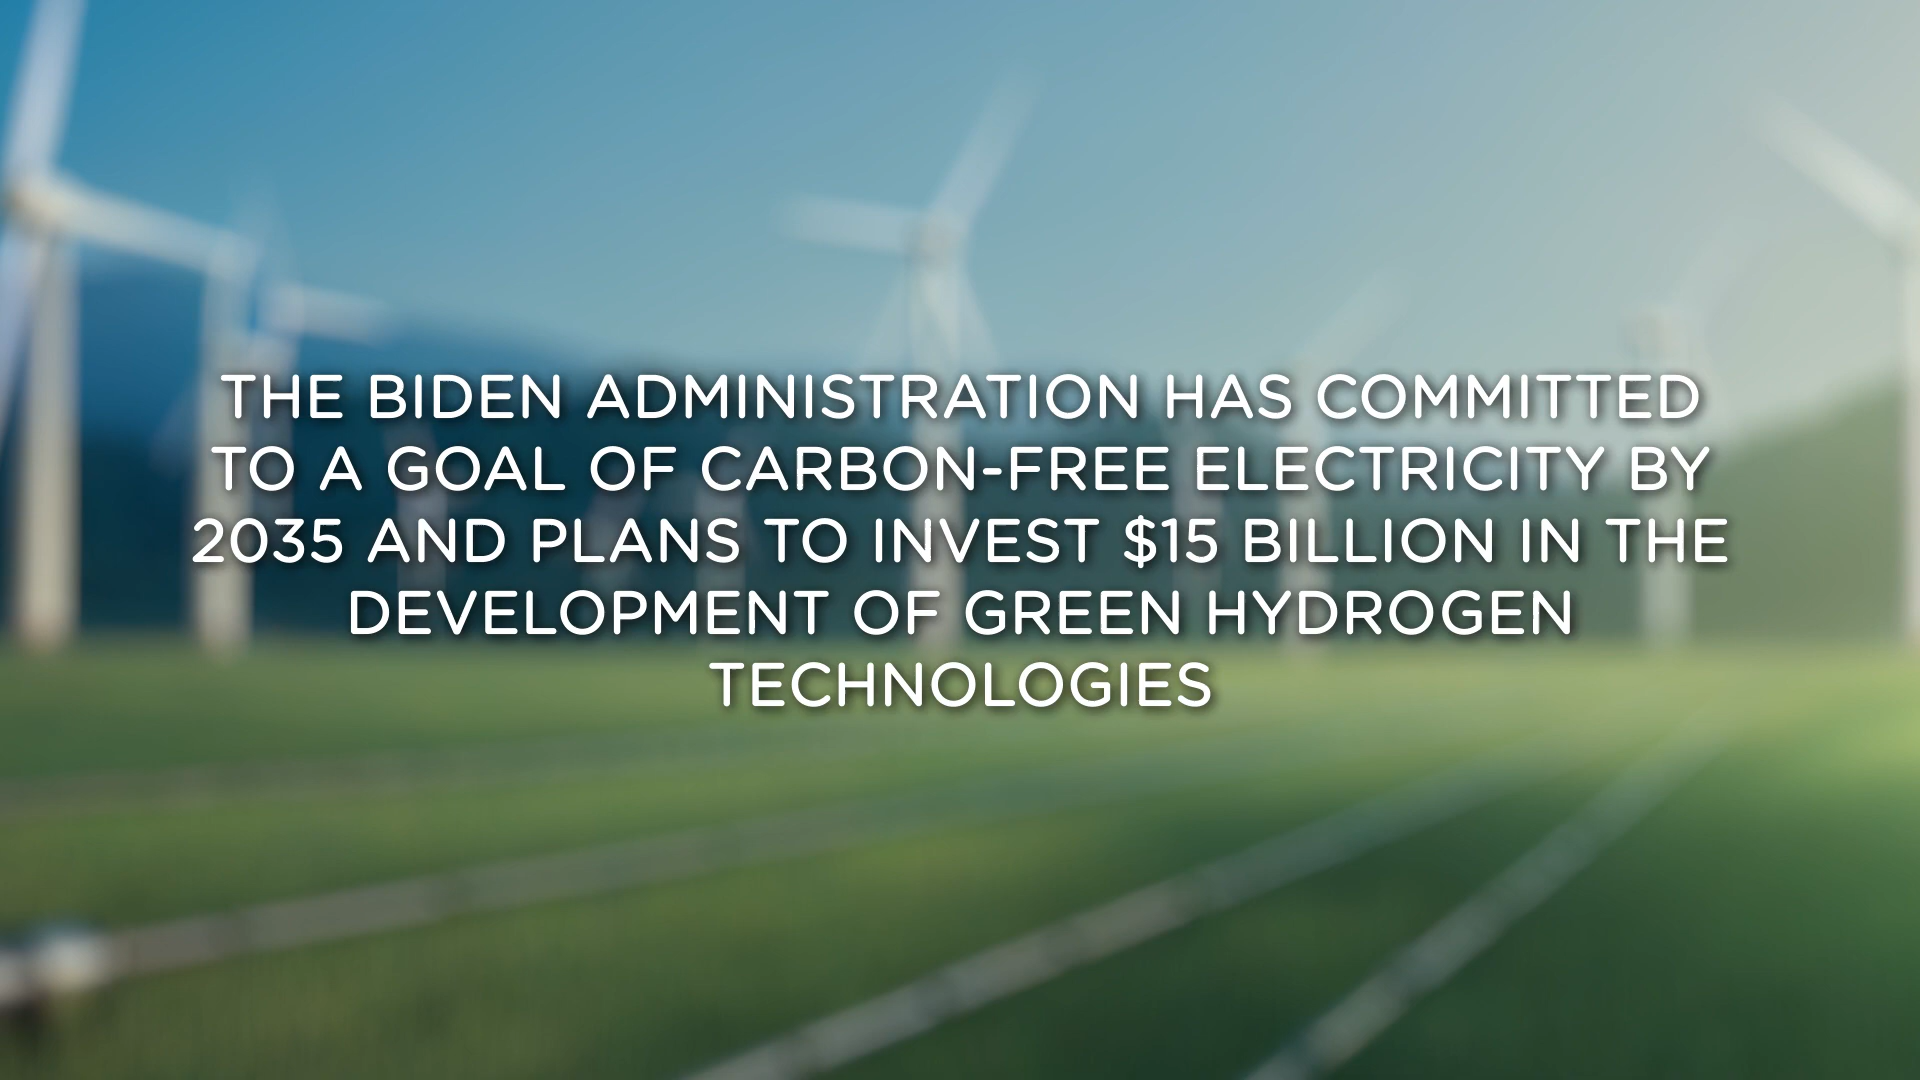 THE BIDEN ADMINISTRATION HAS COMMITTED
TO A GOAL OF CARBON-FREE ELECTRICITY BY
2035 AND PLANS TO INVEST $15 BILLION IN THE
DEVELOPMENT OF GREEN HYDROGEN
TECHNOLOGIES